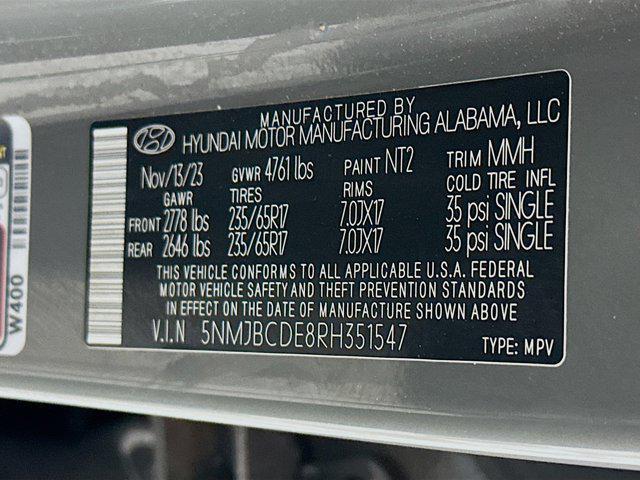 MANUFACTURED BY
HYUNDAI MOTOR MANUFACTURING ALABAMA, LLC
Nov/13/23 GVWR 4761 lbs PAINT NT2 TRIM MMH
GAWR TIRES RIMS COLD TIRE INFL
FRONT 2778 lbs 235/65R17 7.0JX17 35 psi SINGLE
REAR 2646 lbs 235/65R17 7.0JX17 35 psi SINGLE
THIS VEHICLE CONFORMS TO ALL APPLICABLE U.S.A. FEDERAL
MOTOR VEHICLE SAFETY AND THEFT PREVENTION STANDARDS
IN EFFECT ON THE DATE OF MANUFACTURE SHOWN ABOVE
V.I.N 5NMJBCDE8RH351547 TYPE: MPV
W400